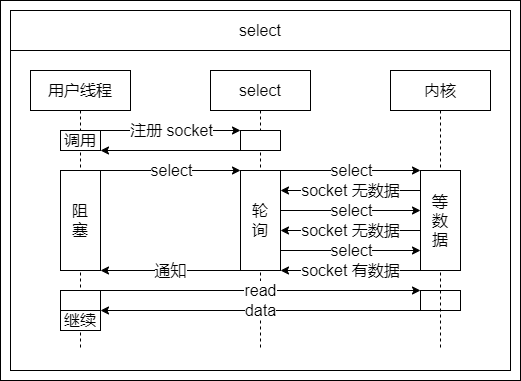 select
用户线程 select 内核
调用 注册 socket
select select
socket 无数据
阻塞 轮询 select 等数据
socket 无数据
select
通知 socket 有数据
read
data
继续